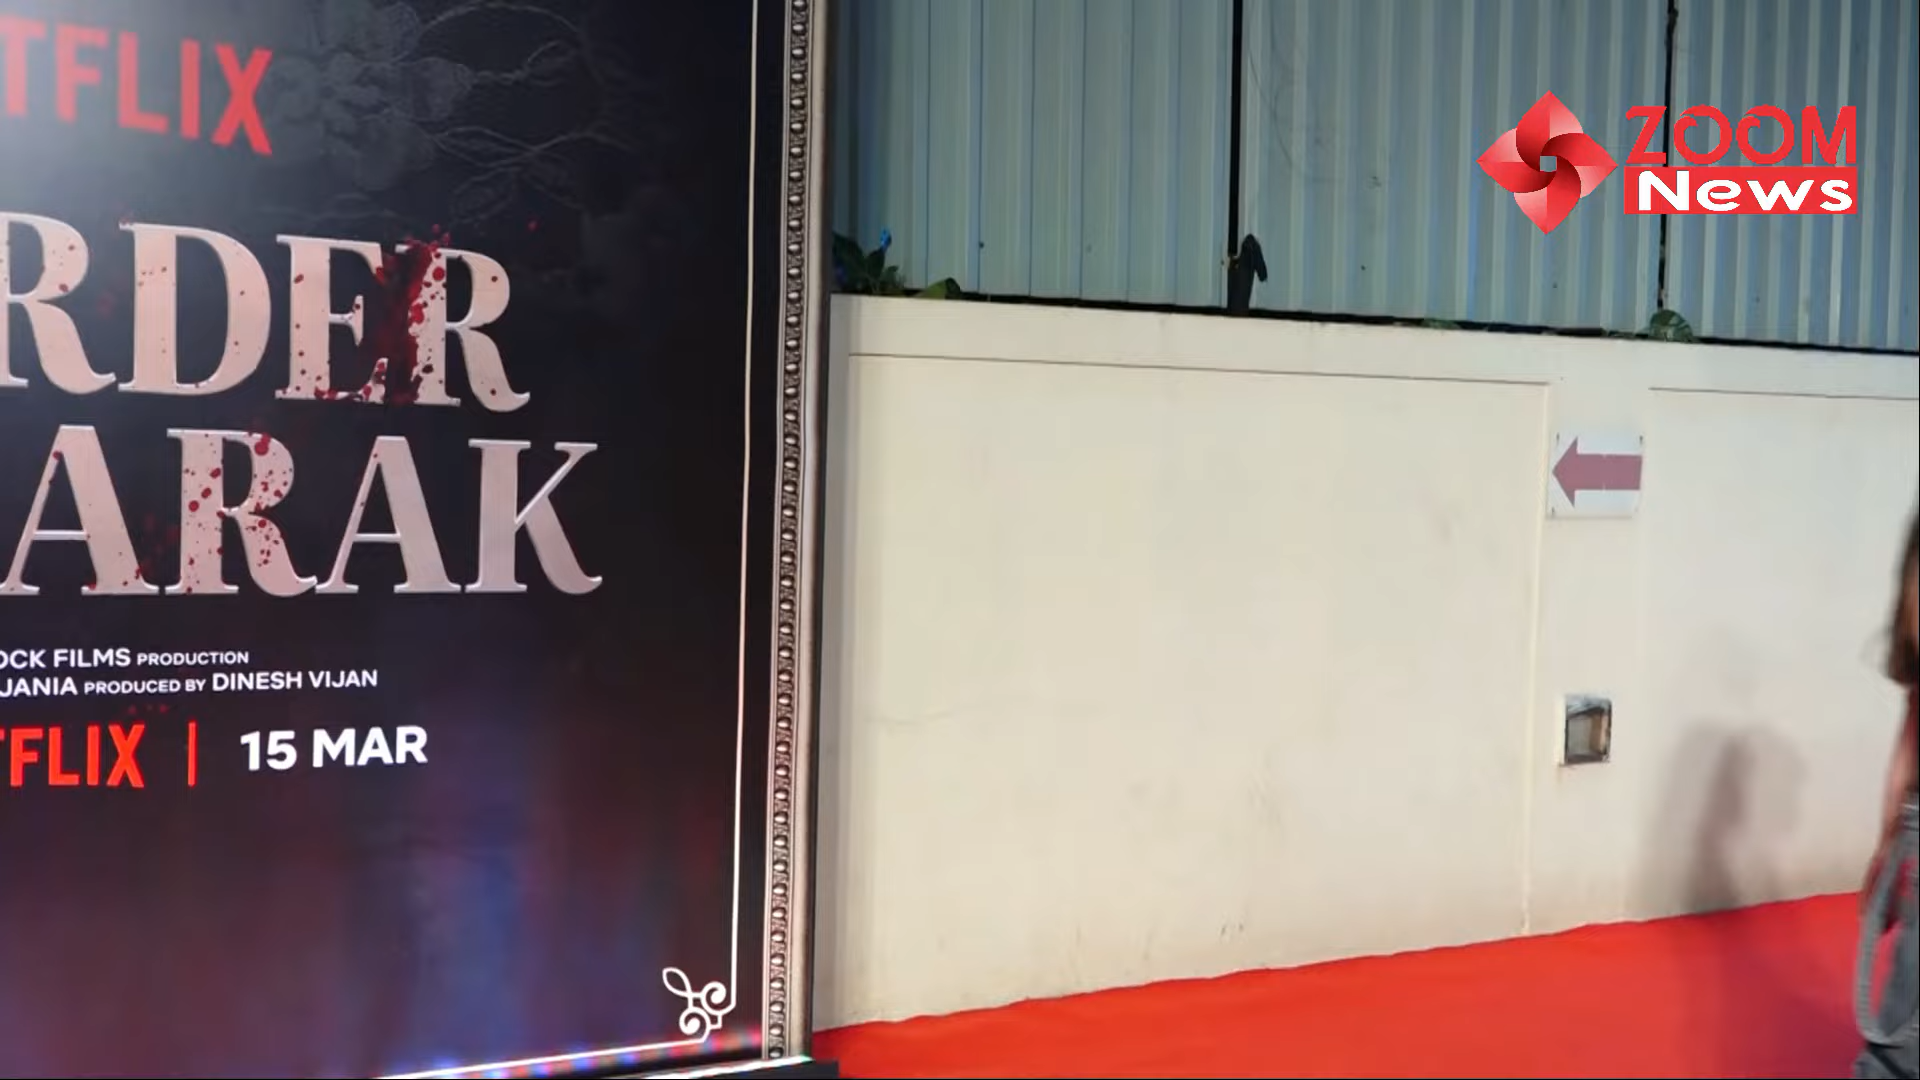 TFLIX
RDER
ARAK
OCK FILMS PRODUCTION
JANIA PRODUCED BY DINESH VIJAN
TFLIX | 15 MAR
ZOOM
News